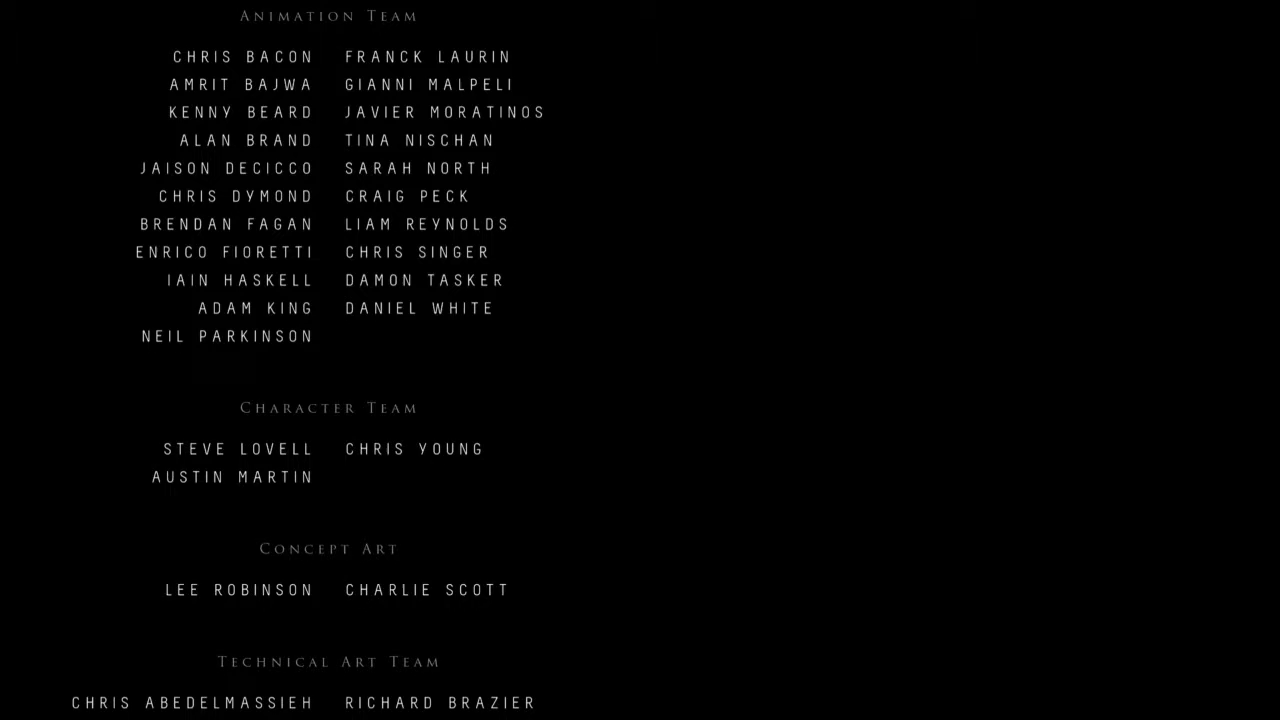 Animation Team
CHRIS BACON FRANCK LAURIN
AMRIT BAJWA GIANNI MALPELI
KENNY BEARD JAVIER MORATINOS
ALAN BRAND TINA NISCHAN
JAISON DECICCO SARAH NORTH
CHRIS DYMOND CRAIG PECK
BRENDAN FAGAN LIAM REYNOLDS
ENRICO FIORETTI CHRIS SINGER
IAIN HASKELL DAMON TASKER
ADAM KING DANIEL WHITE
NEIL PARKINSON
Character Team
STEVE LOVELL CHRIS YOUNG
AUSTIN MARTIN
Concept Art
LEE ROBINSON CHARLIE SCOTT
Technical Art Team
CHRIS ABEDELMASSIEH RICHARD BRAZIER